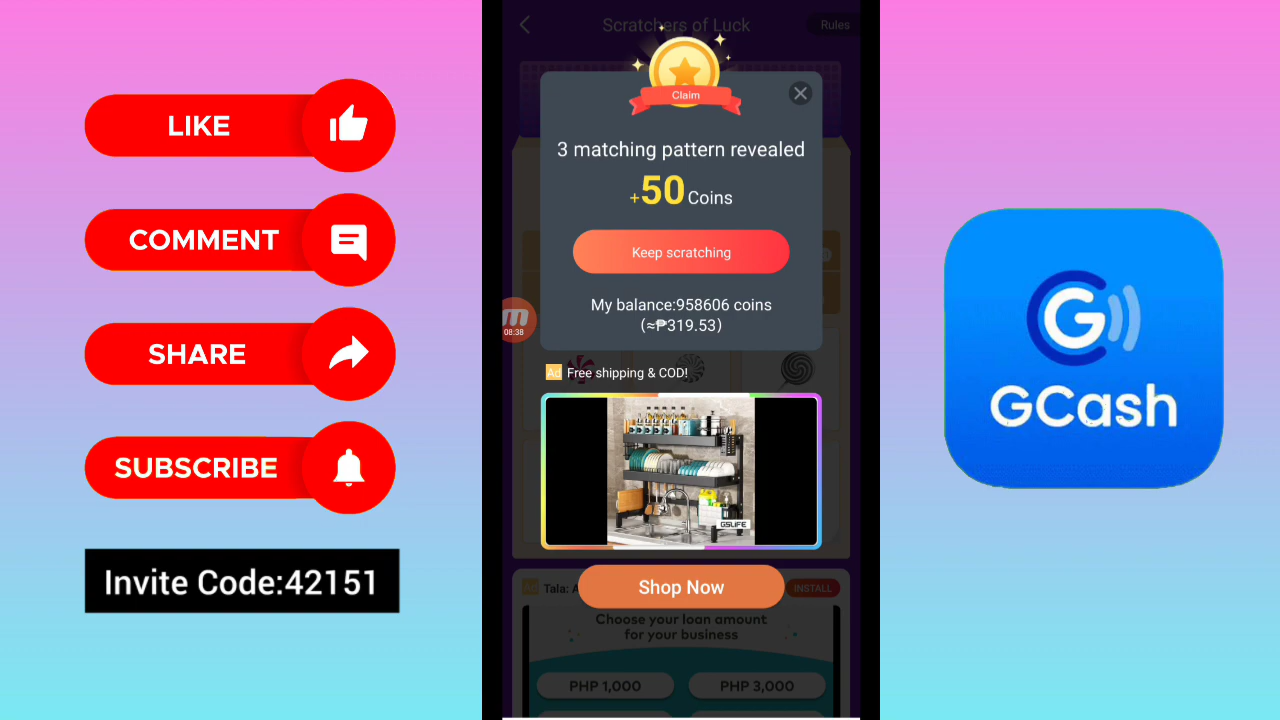 LIKE
COMMENT
SHARE
SUBSCRIBE
Invite Code:42151
Scratchers of Luck
Rules
Claim
3 matching pattern revealed
+50 Coins
Keep scratching
My balance:958606 coins
(≈₱319.53)
08:38
Ad Free shipping & COD!
GSLIFE
Shop Now
Ad Tala: A
INSTALL
Choose your loan amount
for your business
PHP 1,000
PHP 3,000
G
GCash